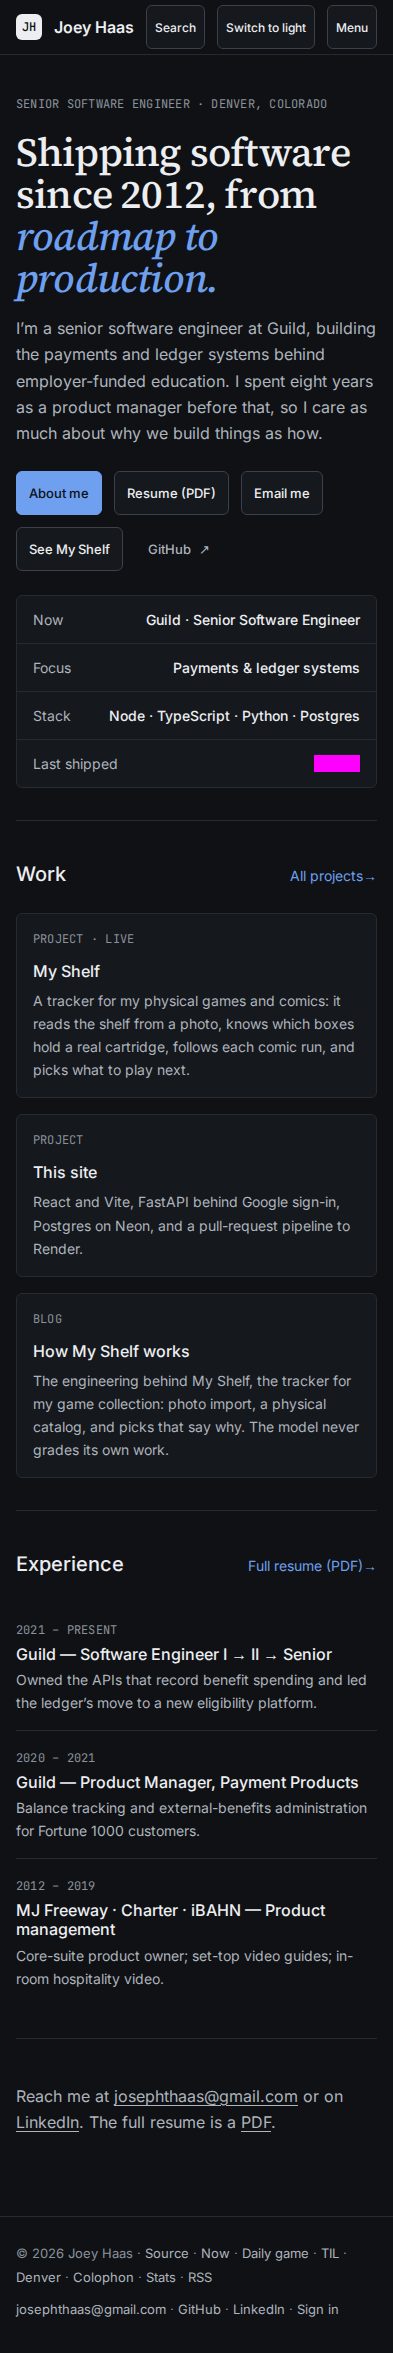 JH Joey Haas Search Switch to light Menu
SENIOR SOFTWARE ENGINEER · DENVER, COLORADO
Shipping software
since 2012, from
roadmap to
production.
I’m a senior software engineer at Guild, building
the payments and ledger systems behind
employer-funded education. I spent eight years
as a product manager before that, so I care as
much about why we build things as how.
About me Resume (PDF) Email me
See My Shelf GitHub ↗
Now Guild · Senior Software Engineer
Focus Payments & ledger systems
Stack Node · TypeScript · Python · Postgres
Last shipped
Work All projects→
PROJECT · LIVE
My Shelf
A tracker for my physical games and comics: it
reads the shelf from a photo, knows which boxes
hold a real cartridge, follows each comic run, and
picks what to play next.
PROJECT
This site
React and Vite, FastAPI behind Google sign-in,
Postgres on Neon, and a pull-request pipeline to
Render.
BLOG
How My Shelf works
The engineering behind My Shelf, the tracker for
my game collection: photo import, a physical
catalog, and picks that say why. The model never
grades its own work.
Experience Full resume (PDF)→
2021 – PRESENT
Guild — Software Engineer I → II → Senior
Owned the APIs that record benefit spending and led
the ledger’s move to a new eligibility platform.
2020 – 2021
Guild — Product Manager, Payment Products
Balance tracking and external-benefits administration
for Fortune 1000 customers.
2012 – 2019
MJ Freeway · Charter · iBAHN — Product
management
Core-suite product owner; set-top video guides; in-
room hospitality video.
Reach me at josephthaas@gmail.com or on
LinkedIn. The full resume is a PDF.
© 2026 Joey Haas · Source · Now · Daily game · TIL ·
Denver · Colophon · Stats · RSS
josephthaas@gmail.com · GitHub · LinkedIn · Sign in